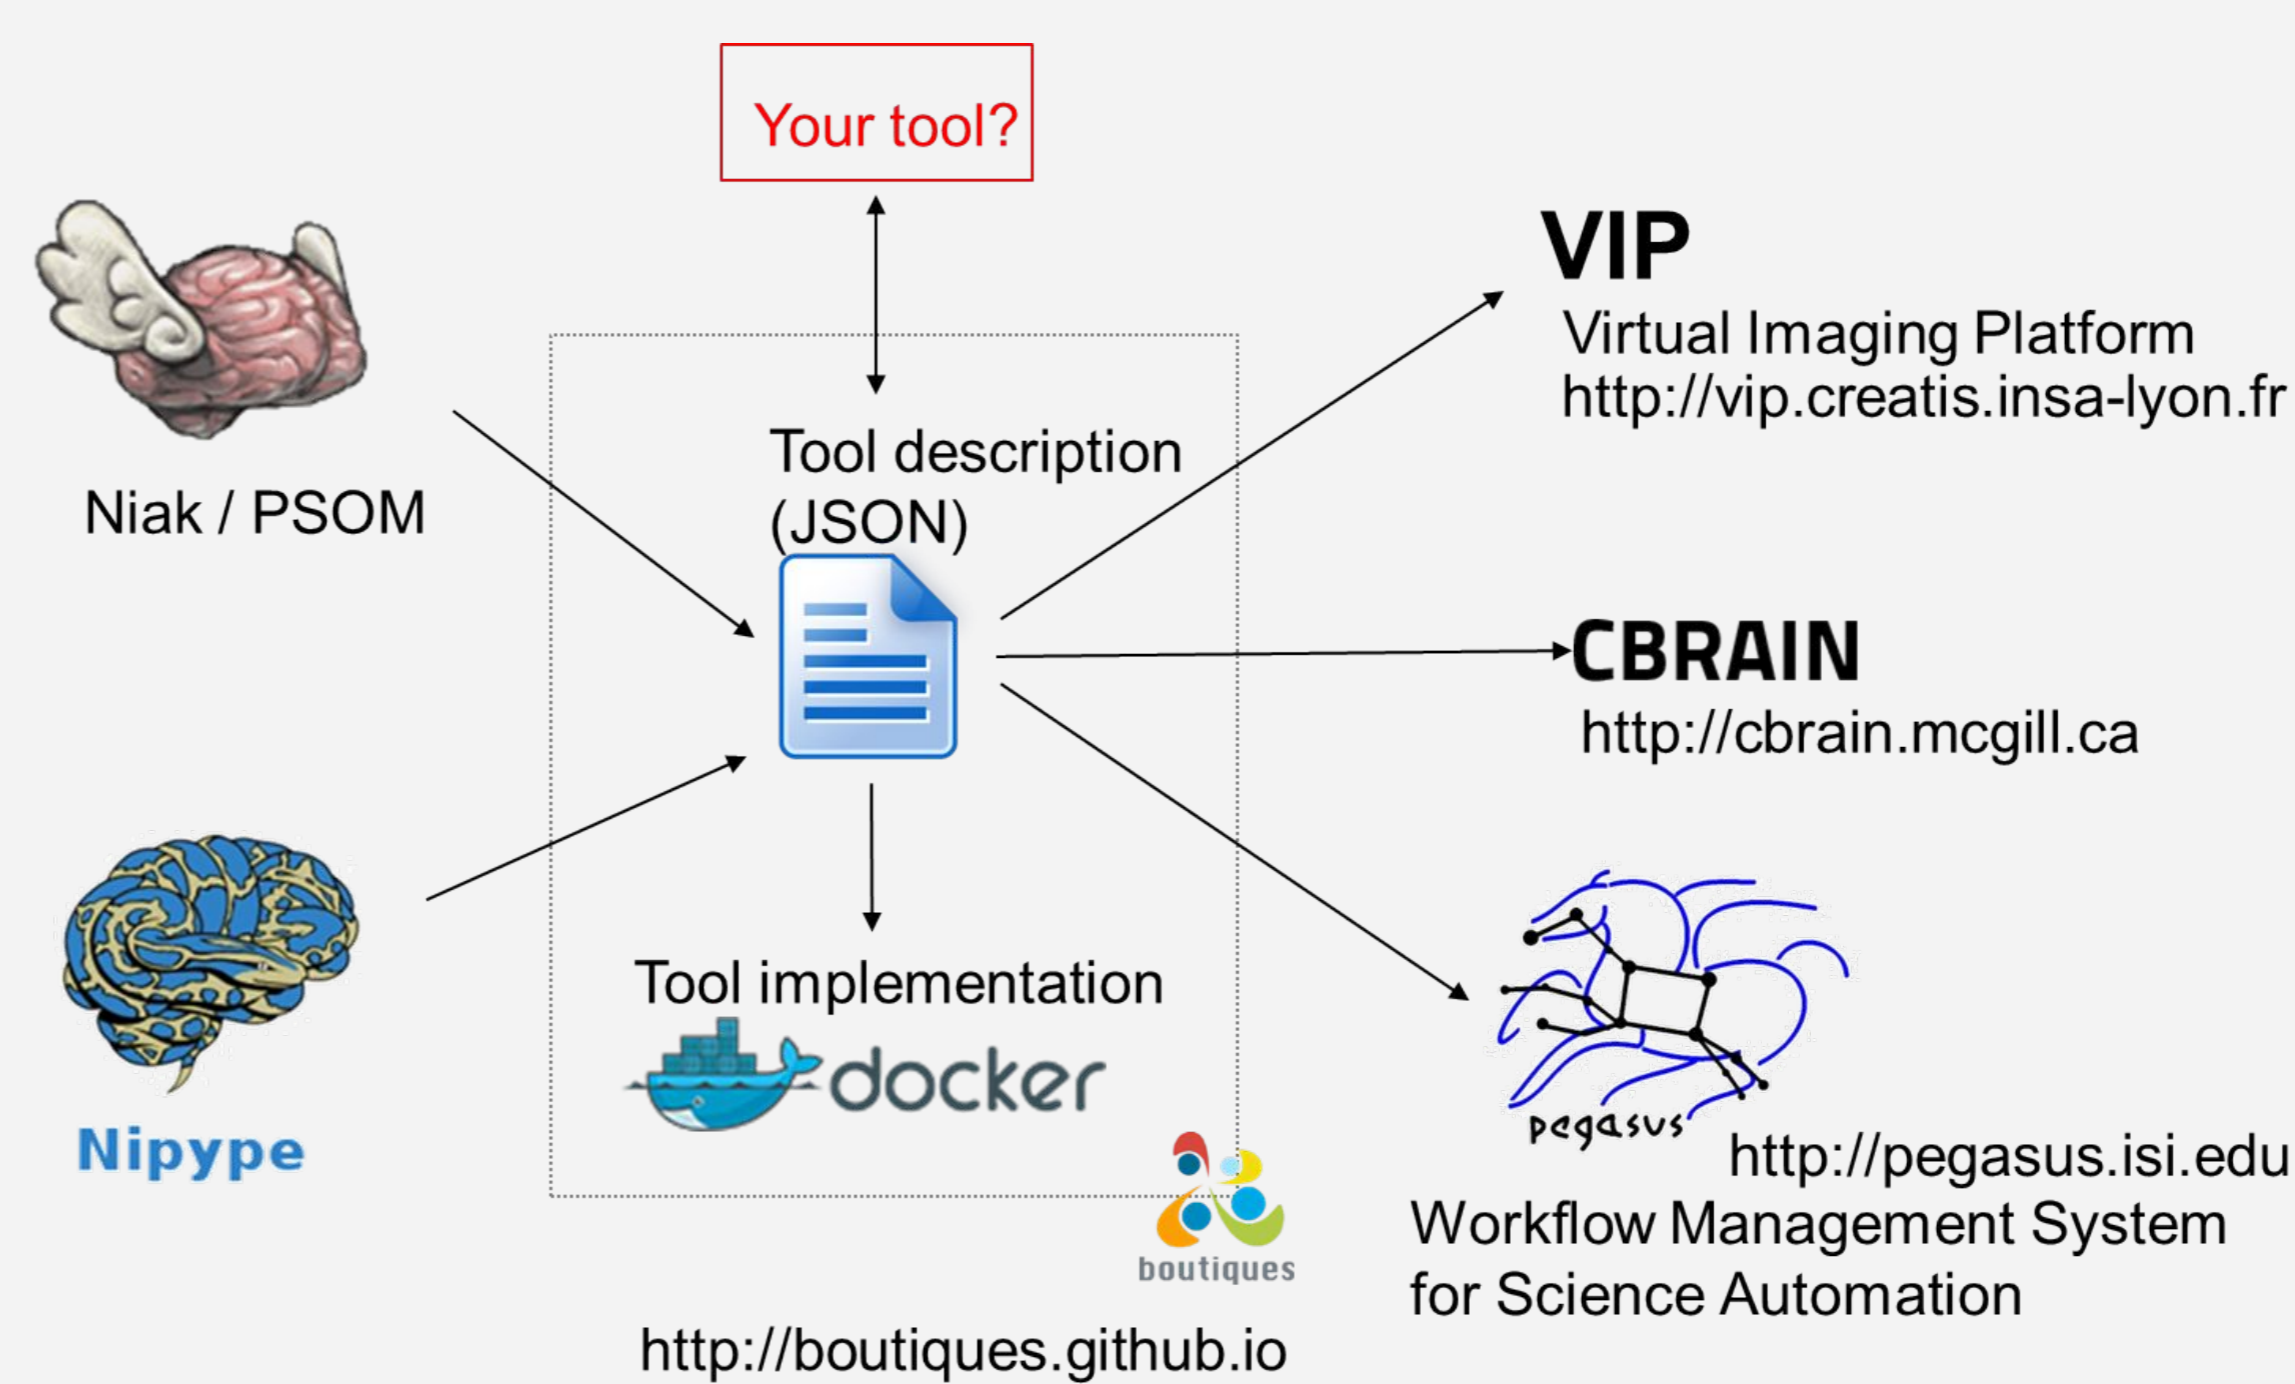 Your tool?
VIP
Virtual Imaging Platform
http://vip.creatis.insa-lyon.fr
Niak / PSOM
Tool description
(JSON)
CBRAIN
http://cbrain.mcgill.ca
Nipype
Tool implementation
docker
boutiques
http://boutiques.github.io
pegasus
http://pegasus.isi.edu
Workflow Management System
for Science Automation